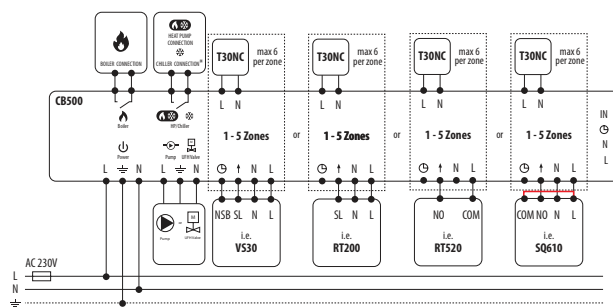 BOILER CONNECTION
HEAT PUMP
CONNECTION
CHILLER CONNECTION*
T30NC
max 6
per zone
T30NC
max 6
per zone
T30NC
max 6
per zone
T30NC
max 6
per zone
CB500
L
L
L N
L N
L N
L N
Boiler
HP/Chiller
1 - 5 Zones
or
1 - 5 Zones
or
1 - 5 Zones
or
1 - 5 Zones
IN
N
L
Power
Pump
UFH Valve
L N
L N
N L
N L
N L
N L
M
Pump
UFH Valve
NSB SL N L
i.e.
VS30
SL N L
i.e.
RT200
NO COM
i.e.
RT520
COM NO N L
i.e.
SQ610
AC 230V
L
N